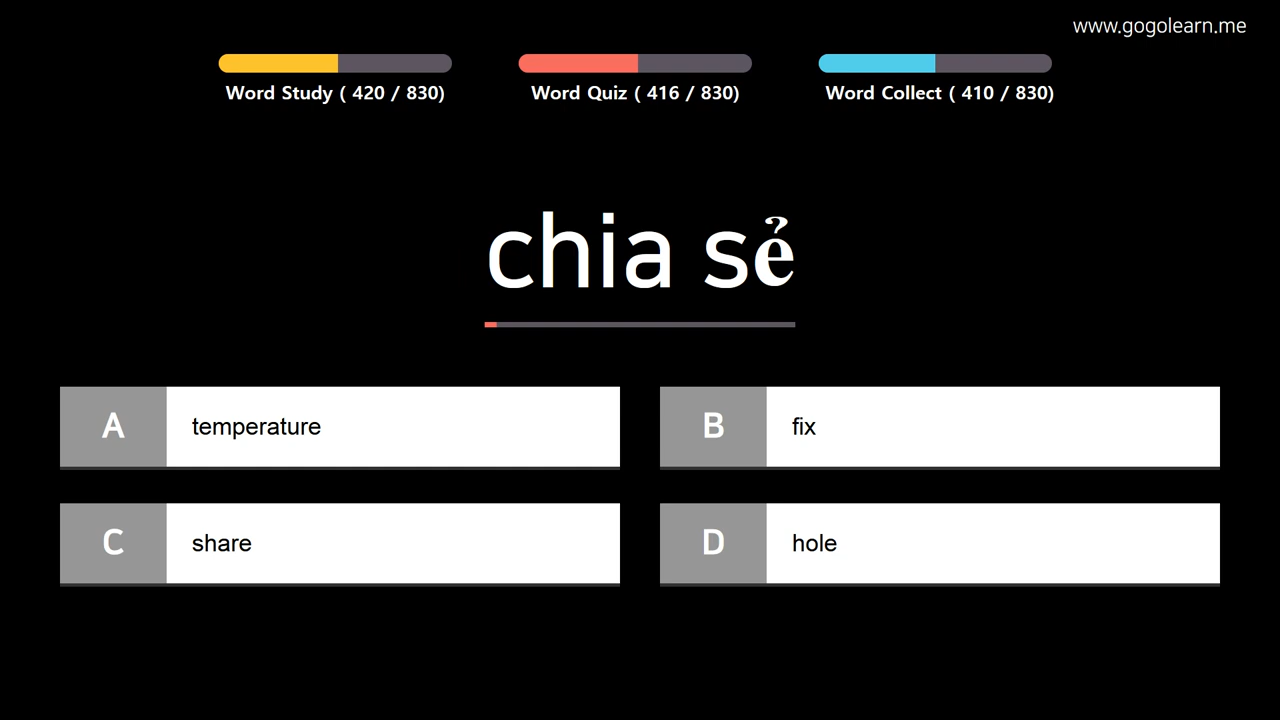 www.gogolearn.me
Word Study ( 420 / 830)
Word Quiz ( 416 / 830)
Word Collect ( 410 / 830)
chia sẻ
A temperature
B fix
C share
D hole